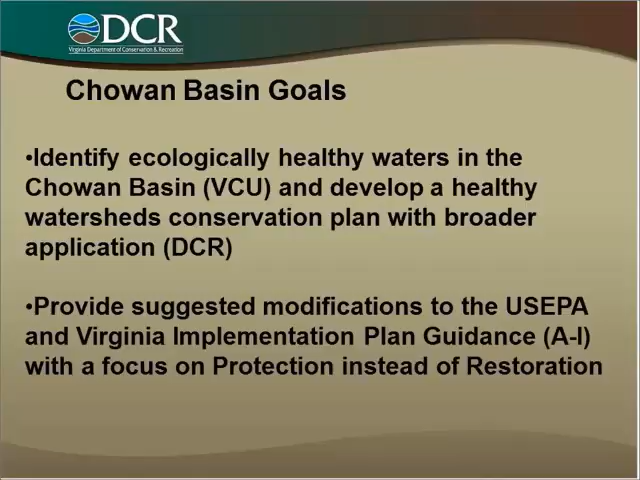 DCR
Virginia Department of Conservation & Recreation
Chowan Basin Goals
•Identify ecologically healthy waters in the
Chowan Basin (VCU) and develop a healthy
watersheds conservation plan with broader
application (DCR)
•Provide suggested modifications to the USEPA
and Virginia Implementation Plan Guidance (A-I)
with a focus on Protection instead of Restoration